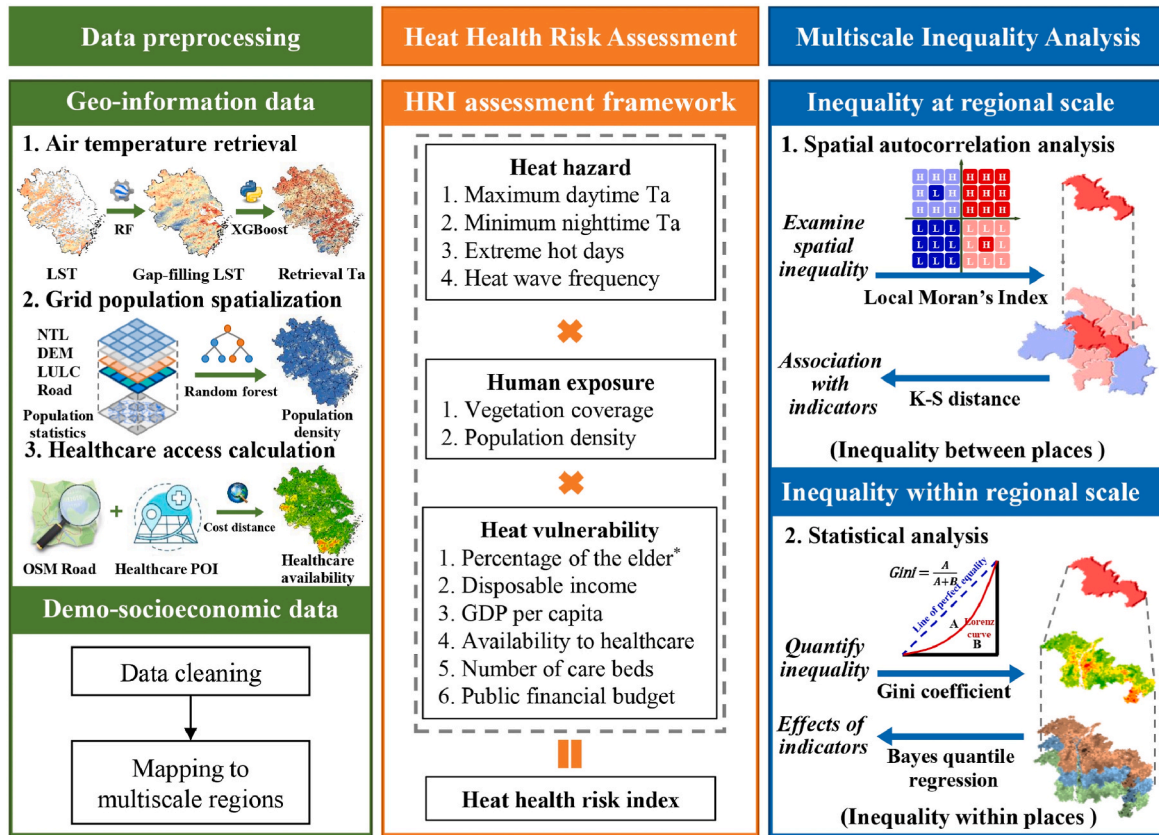 Data preprocessing
Geo-information data
1. Air temperature retrieval
RF
XGBoost
LST
Gap-filling LST
Retrieval Ta
2. Grid population spatialization
NTL
DEM
LULC
Road
Population
statistics
Random forest
Population
density
3. Healthcare access calculation
+
Cost distance
OSM Road
Healthcare POI
Healthcare
availability
Demo-socioeconomic data
Data cleaning
Mapping to
multiscale regions
Heat Health Risk Assessment
HRI assessment framework
Heat hazard
1. Maximum daytime Ta
2. Minimum nighttime Ta
3. Extreme hot days
4. Heat wave frequency
Human exposure
1. Vegetation coverage
2. Population density
Heat vulnerability
1. Percentage of the elder*
2. Disposable income
3. GDP per capita
4. Availability to healthcare
5. Number of care beds
6. Public financial budget
Heat health risk index
Multiscale Inequality Analysis
Inequality at regional scale
1. Spatial autocorrelation analysis
H H H H H H
H L H H H H
H H H H H H
L L L L L L
L L L L H L
L L L L L L
Examine
spatial
inequality
Local Moran's Index
Association
with
indicators
K-S distance
(Inequality between places )
Inequality within regional scale
2. Statistical analysis
Gini = A / A+B
Line of perfect equality
A
Lorenz
curve
B
Quantify
inequality
Gini coefficient
Effects of
indicators
Bayes quantile
regression
(Inequality within places )